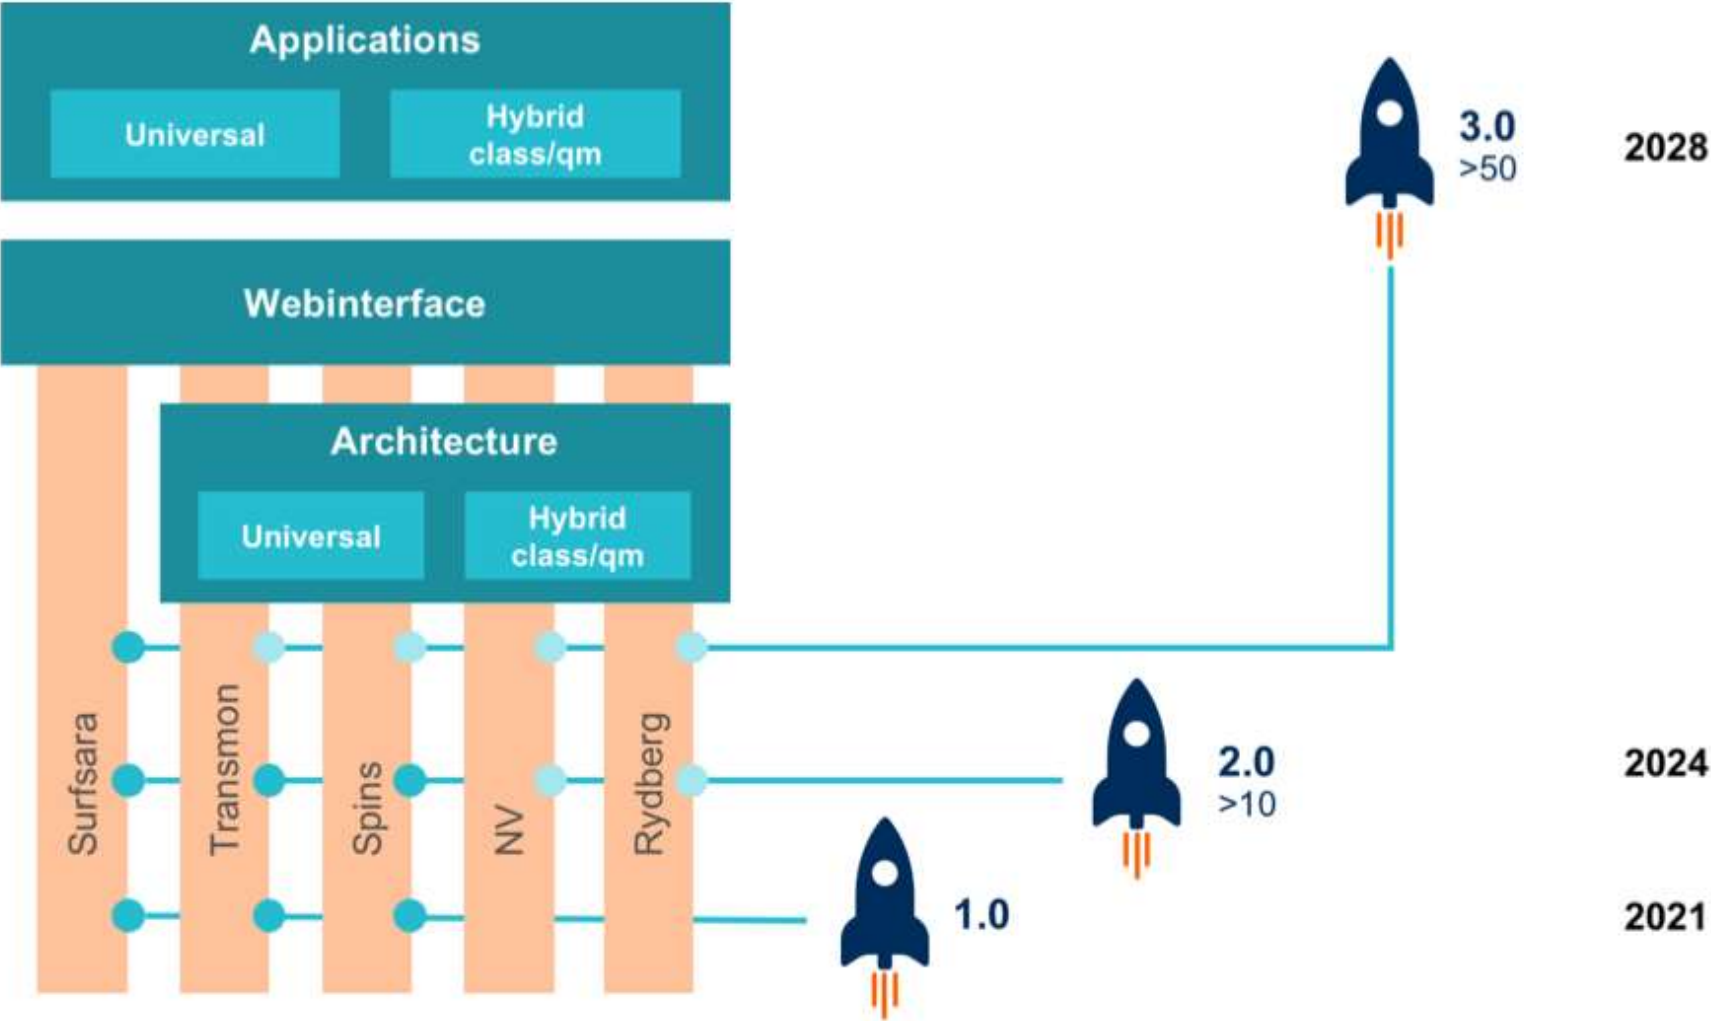 Applications
Universal
Hybrid
class/qm
Webinterface
Architecture
Universal
Hybrid
class/qm
Surfsara
Transmon
Spins
NV
Rydberg
3.0
>50
2028
2.0
>10
2024
1.0
2021